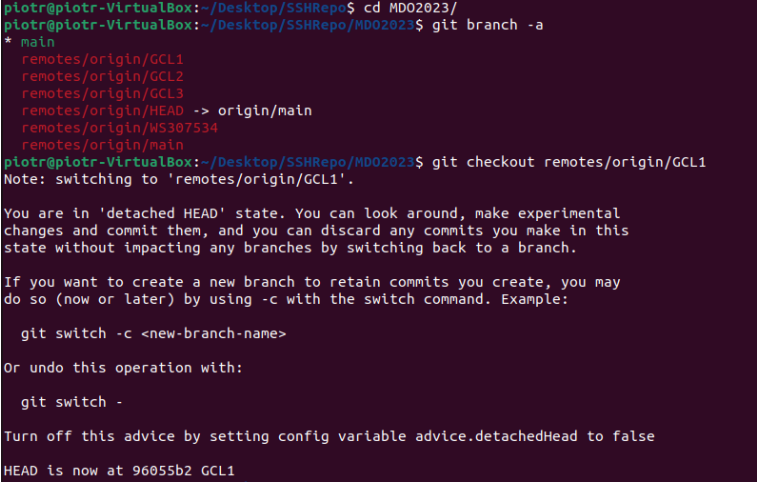 piotr@piotr-VirtualBox:~/Desktop/SSHRepo$ cd MDO2023/
piotr@piotr-VirtualBox:~/Desktop/SSHRepo/MDO2023$ git branch -a
* main
  remotes/origin/GCL1
  remotes/origin/GCL2
  remotes/origin/GCL3
  remotes/origin/HEAD -> origin/main
  remotes/origin/WS307534
  remotes/origin/main
piotr@piotr-VirtualBox:~/Desktop/SSHRepo/MDO2023$ git checkout remotes/origin/GCL1
Note: switching to 'remotes/origin/GCL1'.

You are in 'detached HEAD' state. You can look around, make experimental
changes and commit them, and you can discard any commits you make in this
state without impacting any branches by switching back to a branch.

If you want to create a new branch to retain commits you create, you may
do so (now or later) by using -c with the switch command. Example:

  git switch -c <new-branch-name>

Or undo this operation with:

  git switch -

Turn off this advice by setting config variable advice.detachedHead to false

HEAD is now at 96055b2 GCL1